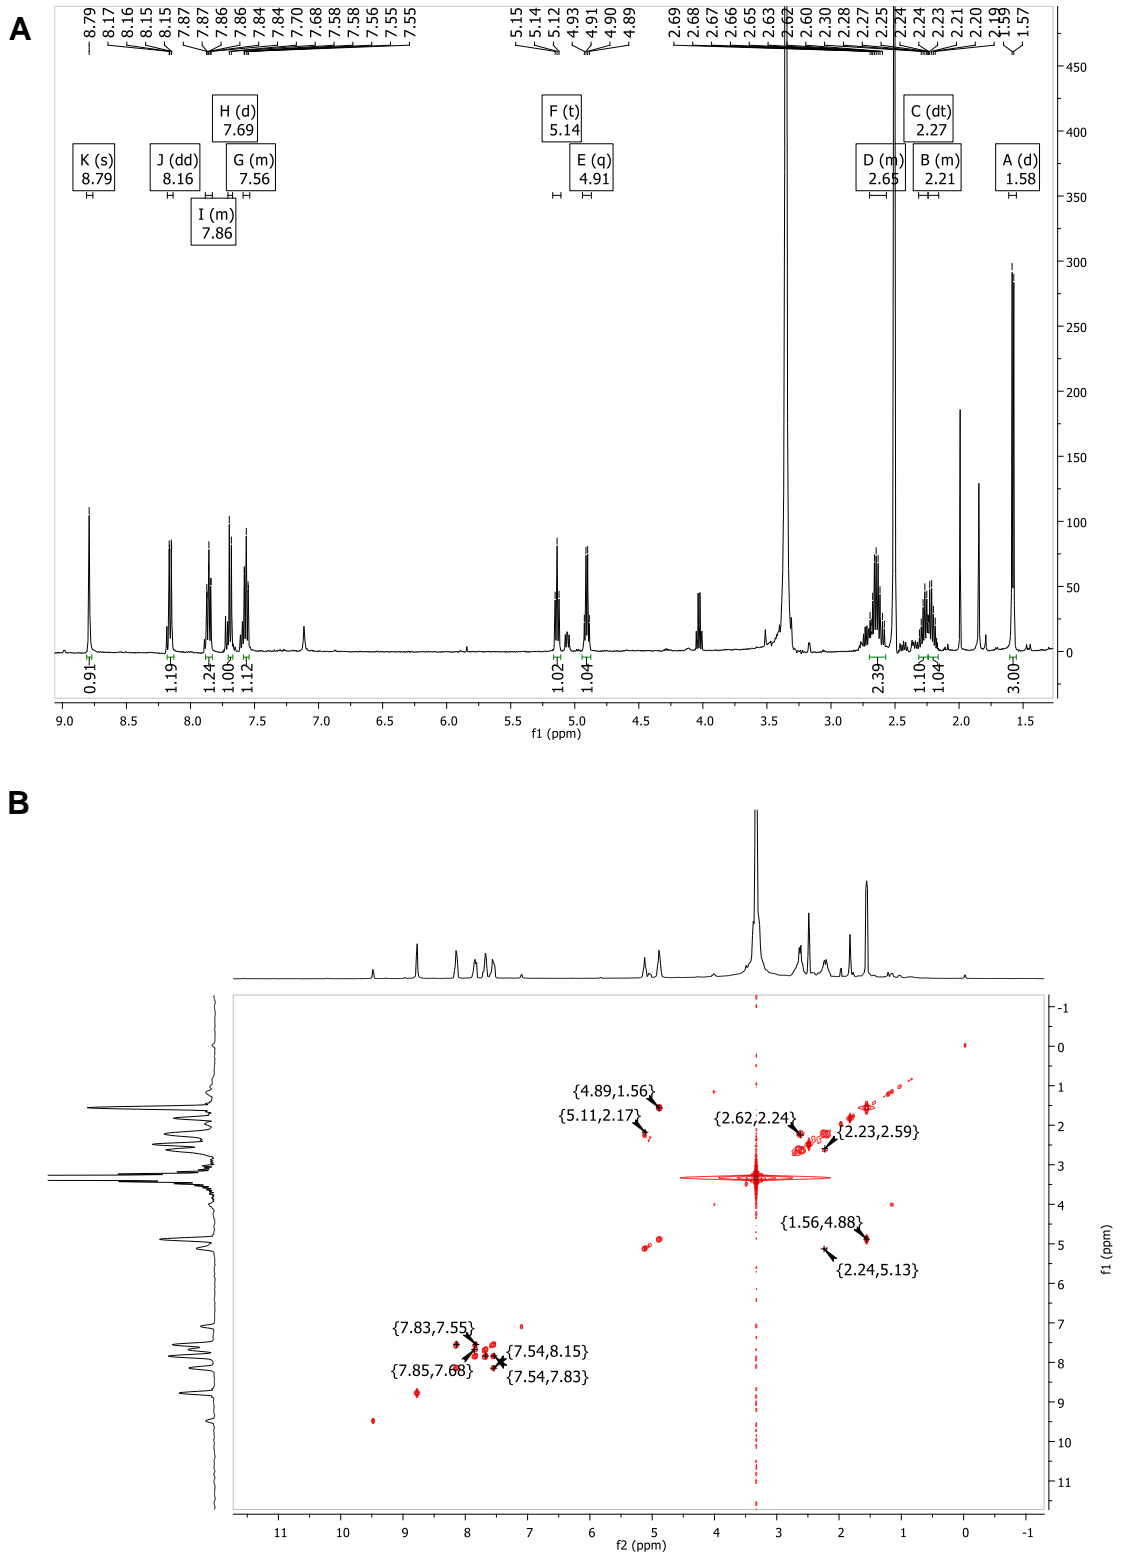 A
8.79 8.17 8.16 8.15 8.15 7.87 7.87 7.86 7.86 7.84 7.84 7.70 7.68 7.58 7.58 7.56 7.55 7.55 5.15 5.14 5.12 4.93 4.91 4.90 4.89 2.69 2.68 2.67 2.66 2.65 2.63 2.62 2.60 2.30 2.28 2.27 2.25 2.24 2.24 2.23 2.21 2.20 2.19 1.59 1.57
H (d) F (t) C (dt)
7.69 5.14 2.27
K (s) J (dd) G (m) E (q) D (m) B (m) A (d)
8.79 8.16 7.56 4.91 2.65 2.21 1.58
I (m)
7.86
450
400
350
300
250
200
150
100
50
0
0.91 1.19 1.24 1.00 1.12 1.02 1.04 2.39 1.10 1.04 3.00
9.0 8.5 8.0 7.5 7.0 6.5 6.0 5.5 5.0 4.5 4.0 3.5 3.0 2.5 2.0 1.5
f1 (ppm)
B
{4.89,1.56}
{5.11,2.17}
{2.62,2.24}
{2.23,2.59}
{1.56,4.88}
{2.24,5.13}
{7.83,7.55}
{7.54,8.15}
{7.85,7.68}
{7.54,7.83}
-1
0
1
2
3
4
5
6
7
8
9
10
11
f1 (ppm)
11 10 9 8 7 6 5 4 3 2 1 0 -1
f2 (ppm)